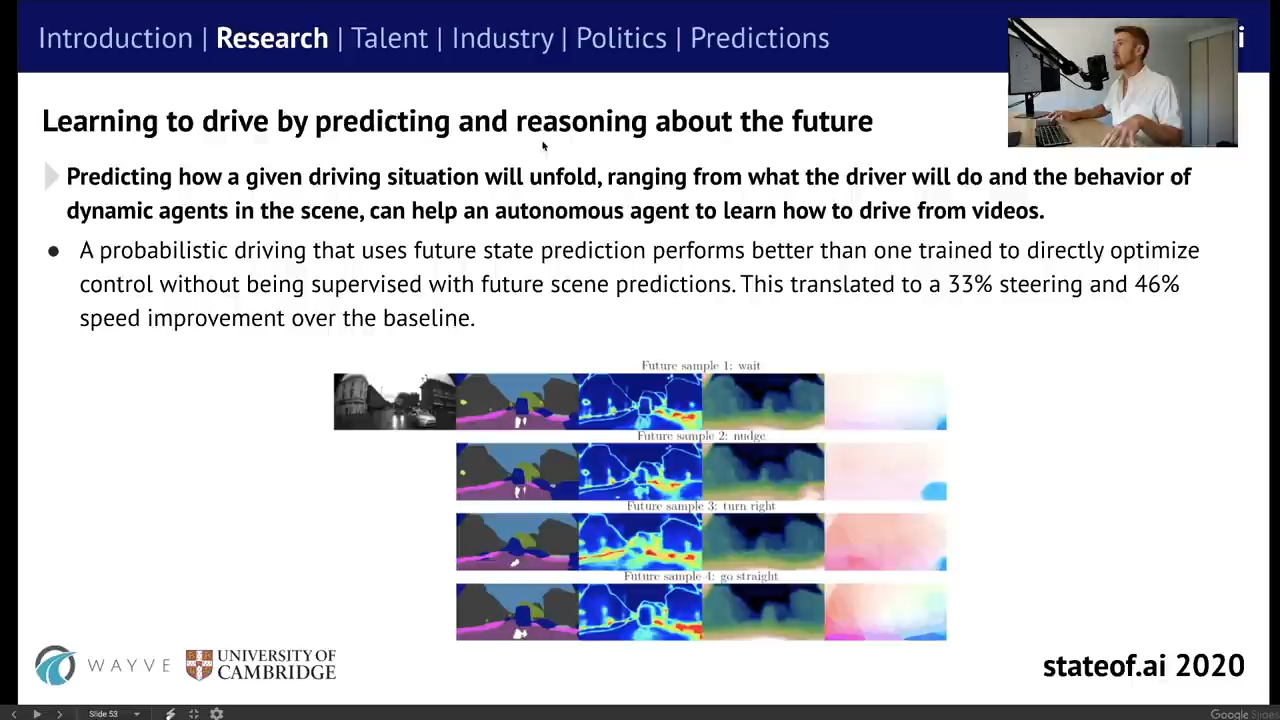 Introduction | Research | Talent | Industry | Politics | Predictions
i
Learning to drive by predicting and reasoning about the future
Predicting how a given driving situation will unfold, ranging from what the driver will do and the behavior of
dynamic agents in the scene, can help an autonomous agent to learn how to drive from videos.
● A probabilistic driving that uses future state prediction performs better than one trained to directly optimize
control without being supervised with future scene predictions. This translated to a 33% steering and 46%
speed improvement over the baseline.
Future sample 1: wait
Future sample 2: nudge
Future sample 3: turn right
Future sample 4: go straight
WAYVE
UNIVERSITY OF
CAMBRIDGE
stateof.ai 2020
Slide 53
Google Slides